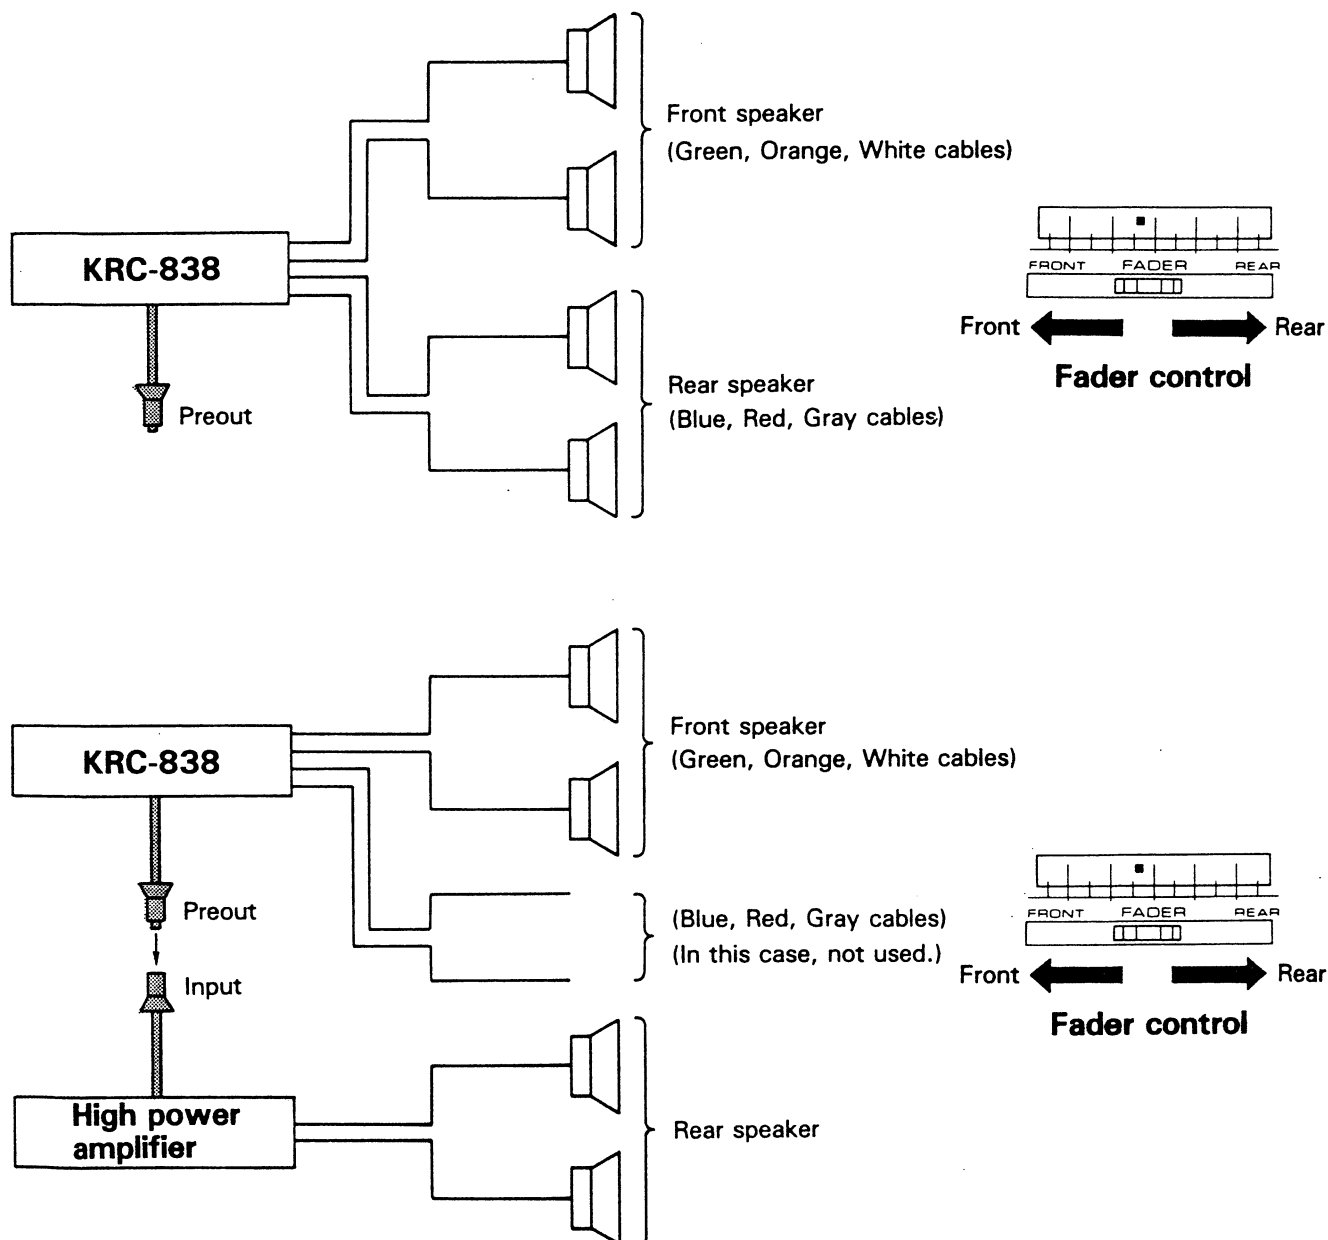 Front speaker
(Green, Orange, White cables)
KRC-838
Preout
Rear speaker
(Blue, Red, Gray cables)
FRONT FADER REAR
Front Rear
Fader control
KRC-838
Front speaker
(Green, Orange, White cables)
Preout
Input
(Blue, Red, Gray cables)
(In this case, not used.)
FRONT FADER REAR
Front Rear
Fader control
High power
amplifier
Rear speaker